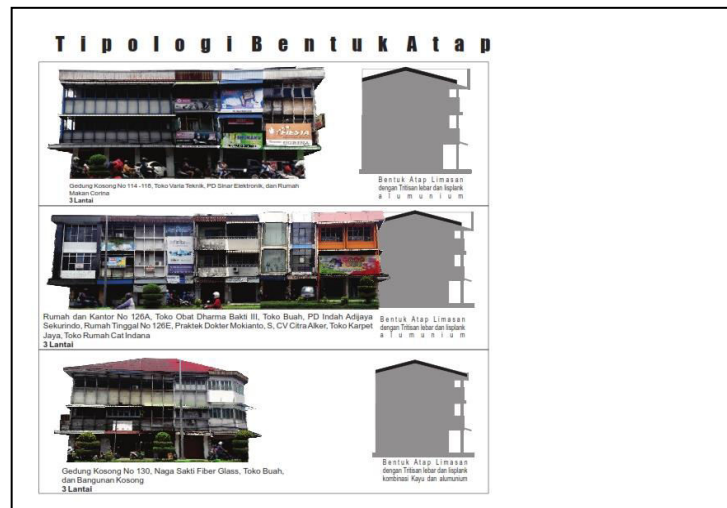 Tipologi Bentuk Atap
Gedung Kosong No 114 -116, Toko Varia Teknik, PD Sinar Elektronik, dan Rumah
Makan Corina
3 Lantai
Bentuk Atap Limasan
dengan Tritisan lebar dan lisplank
alumunium
Rumah dan Kantor No 126A, Toko Obat Dharma Bakti III, Toko Buah, PD Indah Adijaya
Sekurindo, Rumah Tinggal No 126E, Praktek Dokter Mokianto, S, CV Citra Alker, Toko Karpet
Jaya, Toko Rumah Cat Indana
3 Lantai
Bentuk Atap Limasan
dengan Tritisan lebar dan lisplank
alumunium
Gedung Kosong No 130, Naga Sakti Fiber Glass, Toko Buah,
dan Bangunan Kosong
3 Lantai
Bentuk Atap Limasan
dengan Tritisan lebar dan lisplank
kombinasi Kayu dan alumunium